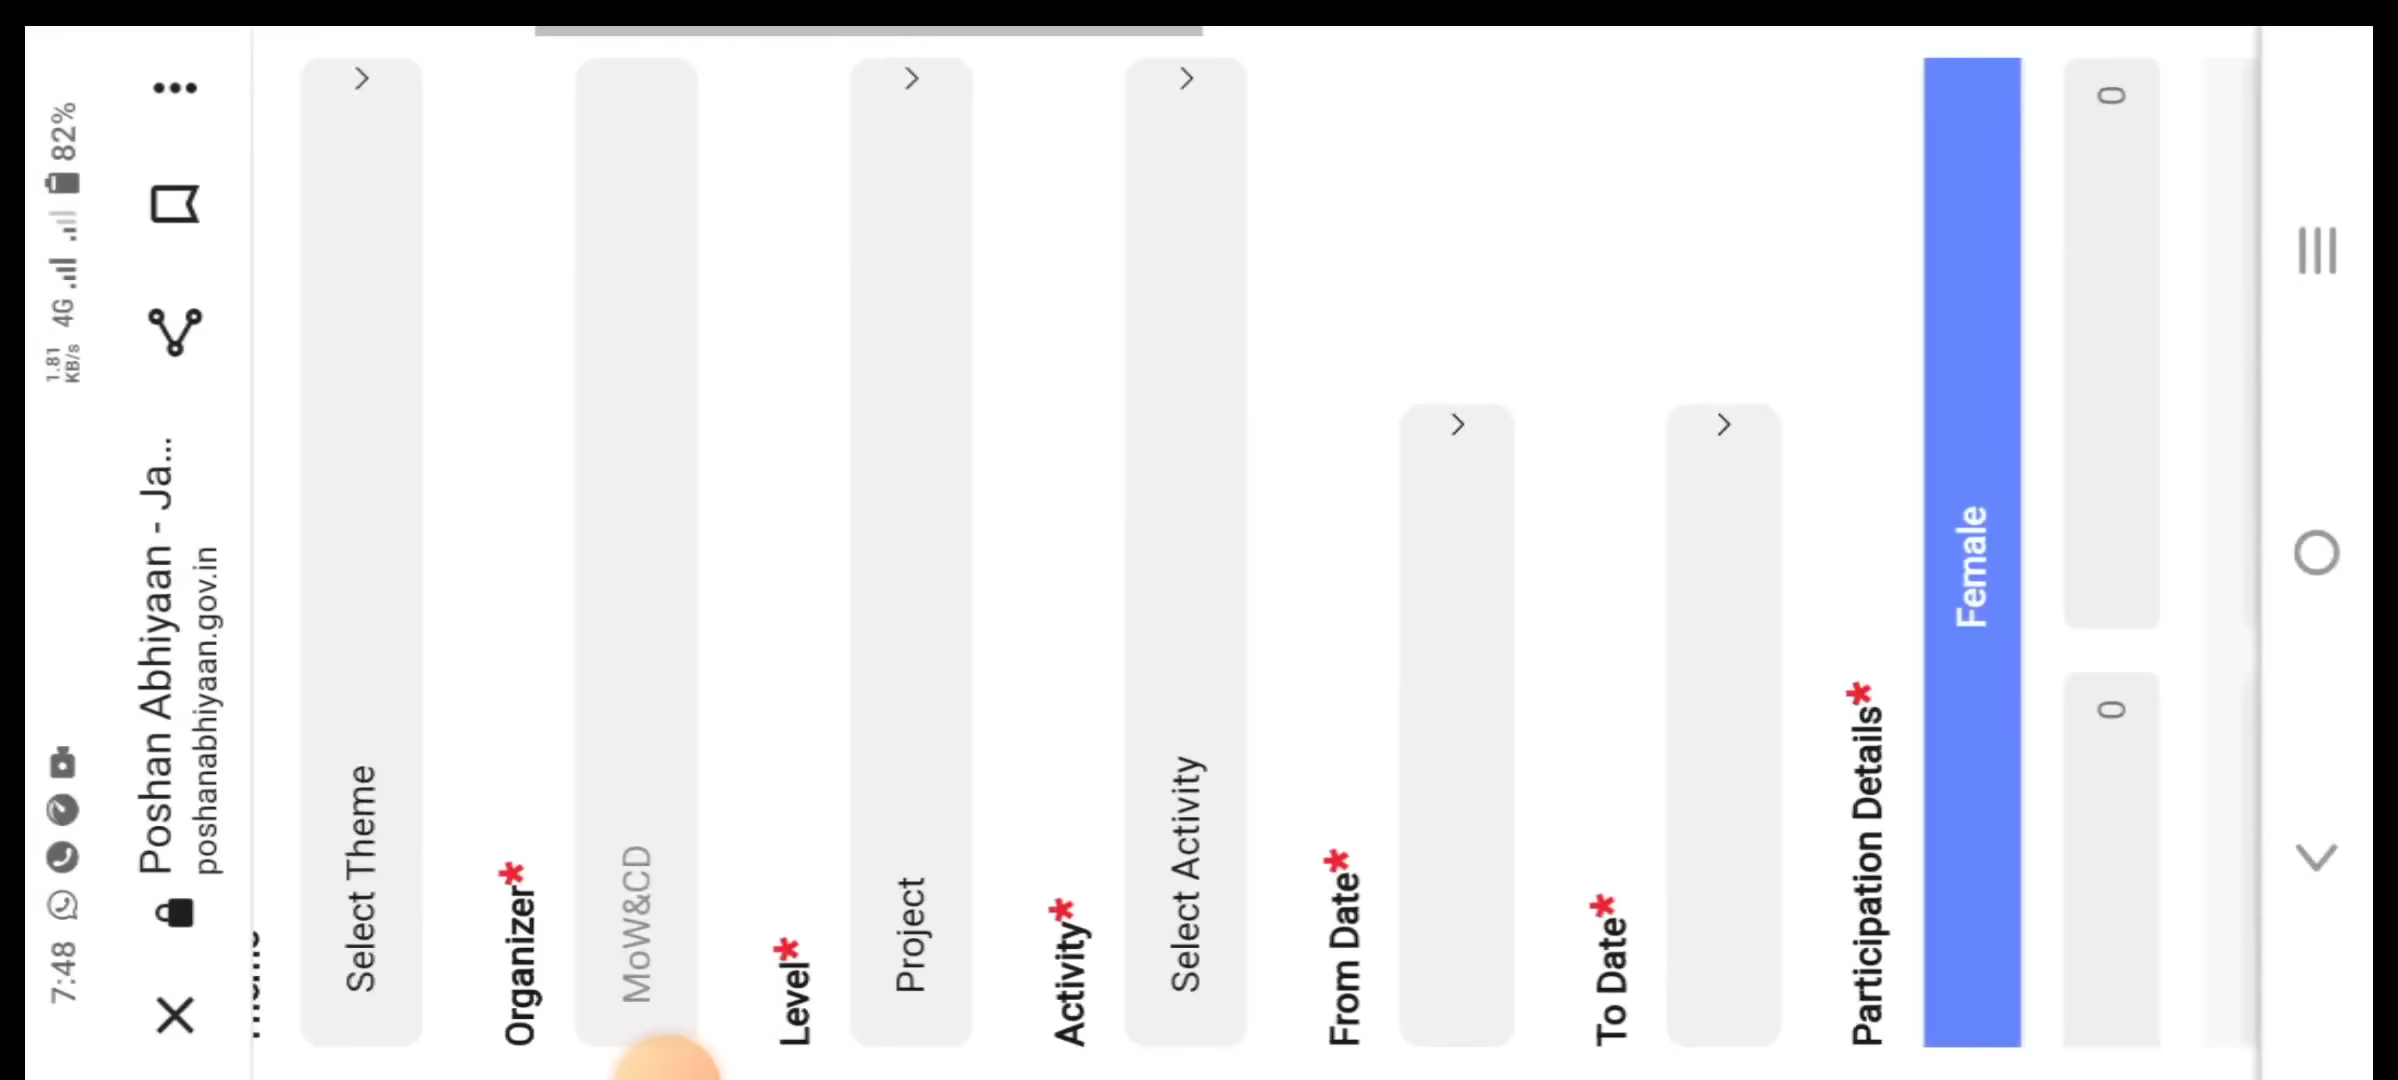 7:48
1.81 KB/s
4G
82%
Poshan Abhiyaan - Ja...
poshanabhiyaan.gov.in
Select Theme
Organizer*
MoW&CD
Level*
Project
Activity*
Select Activity
From Date*
To Date*
Participation Details*
Female
0
0